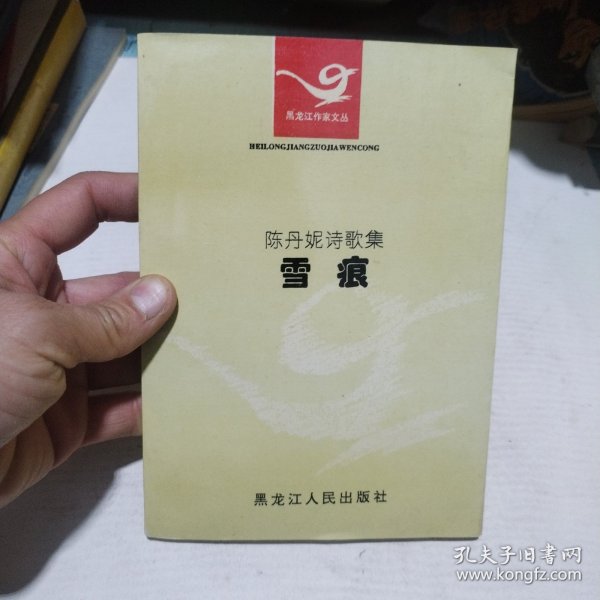 黑龙江作家文丛
HEILONGJIANGZUOJIAWENCONG
陈丹妮诗歌集
雪痕
黑龙江人民出版社
孔夫子旧书网
www.kongfz.com